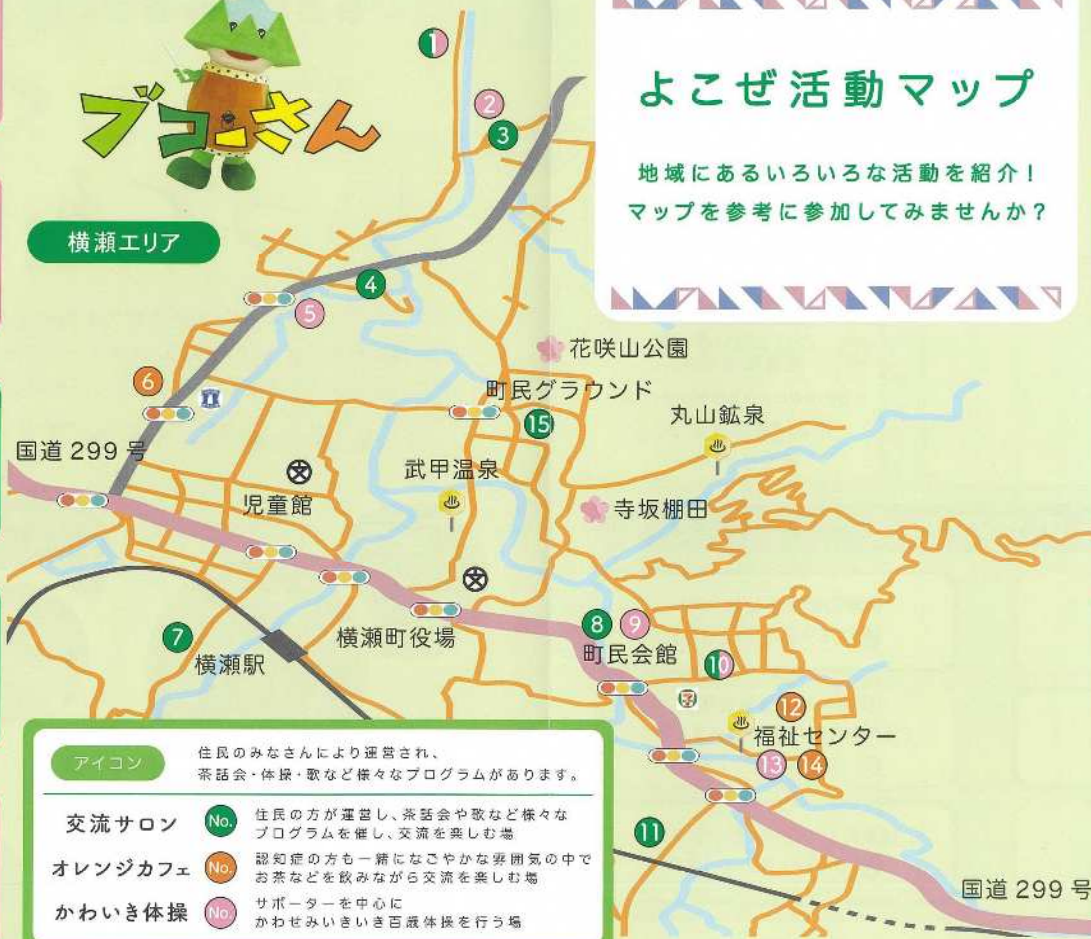 ブコーさん
よこぜ活動マップ
地域にあるいろいろな活動を紹介！
マップを参考に参加してみませんか？
横瀬エリア
1
2
3
4
5
花咲山公園
6
町民グラウンド
15
丸山鉱泉
国道 299 号
武甲温泉
児童館
寺坂棚田
8
9
7
横瀬町役場
町民会館
横瀬駅
10
7
12
福祉センター
13
14
11
国道 299 号
アイコン
住民のみなさんにより運営され、
茶話会・体操・歌など様々なプログラムがあります。
交流サロン
No.
住民の方が運営し、茶話会や歌など様々な
プログラムを催し、交流を楽しむ場
オレンジカフェ
No.
認知症の方も一緒になごやかな雰囲気の中で
お茶などを飲みながら交流を楽しむ場
かわいき体操
No.
サポーターを中心に
かわせみいきいき百歳体操を行う場